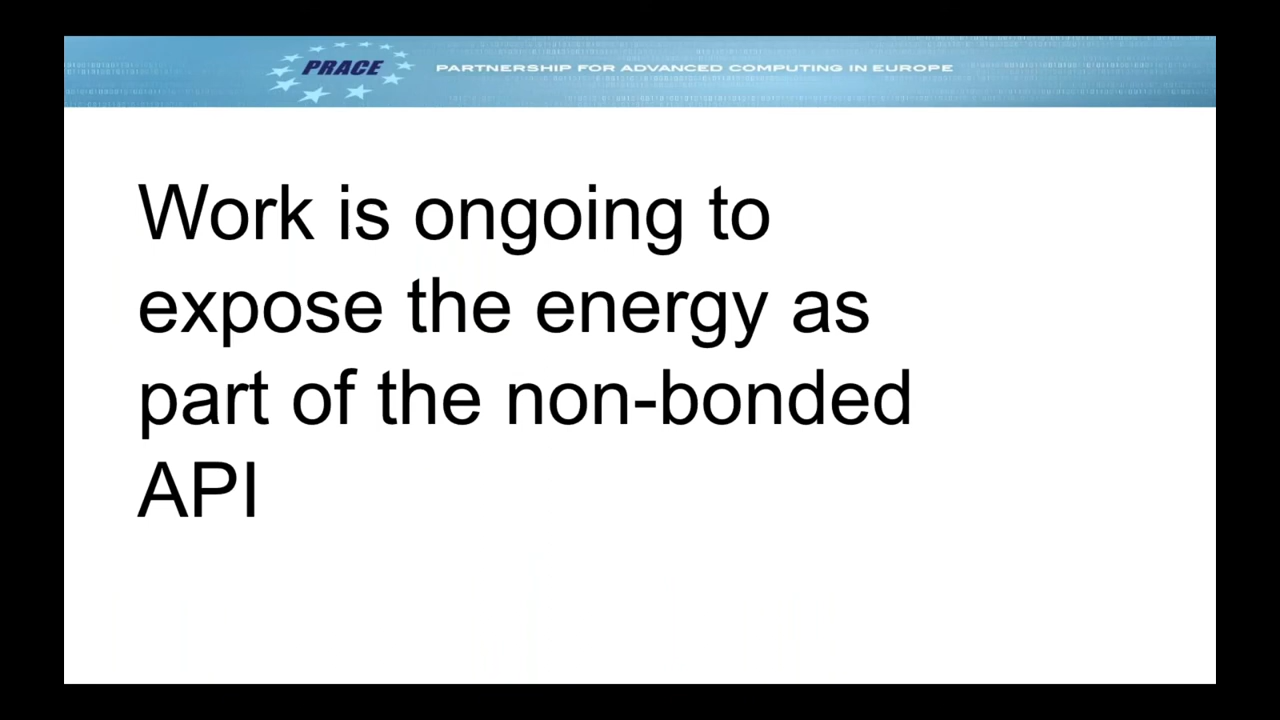 PRACE PARTNERSHIP FOR ADVANCED COMPUTING IN EUROPE
Work is ongoing to
expose the energy as
part of the non-bonded
API